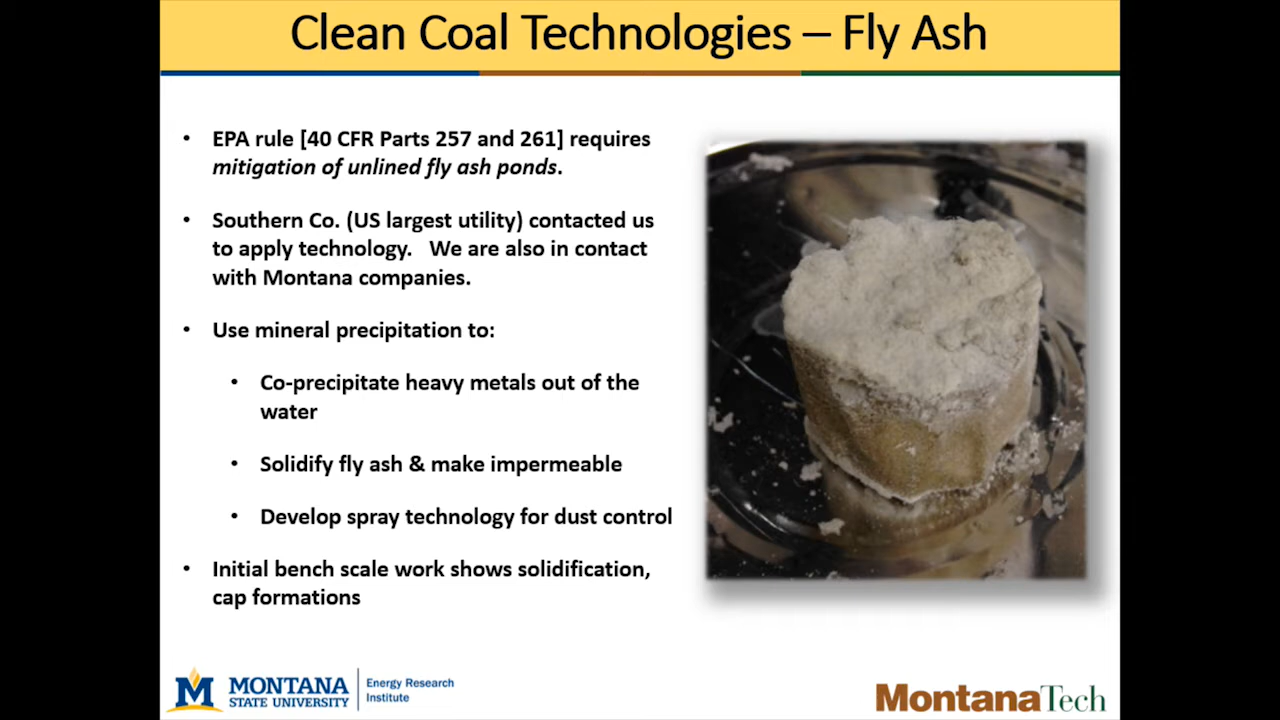 Clean Coal Technologies – Fly Ash
• EPA rule [40 CFR Parts 257 and 261] requires
mitigation of unlined fly ash ponds.
• Southern Co. (US largest utility) contacted us
to apply technology. We are also in contact
with Montana companies.
• Use mineral precipitation to:
• Co-precipitate heavy metals out of the
water
• Solidify fly ash & make impermeable
• Develop spray technology for dust control
• Initial bench scale work shows solidification,
cap formations
M MONTANA
STATE UNIVERSITY
Energy Research
Institute
MontanaTech